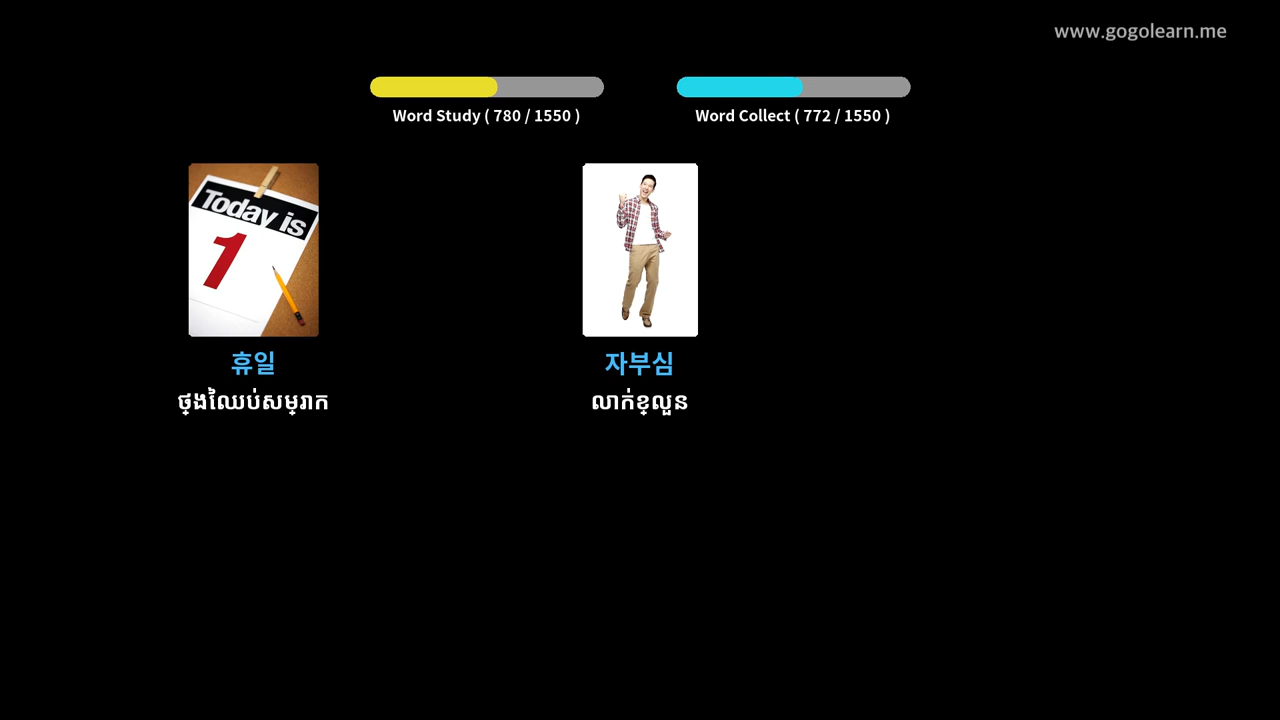 www.gogolearn.me
Word Study ( 780 / 1550 )
Word Collect ( 772 / 1550 )
Today is
1
휴일
ថ្ងៃឈប់សម្រាក
자부심
លាក់ខ្លួន